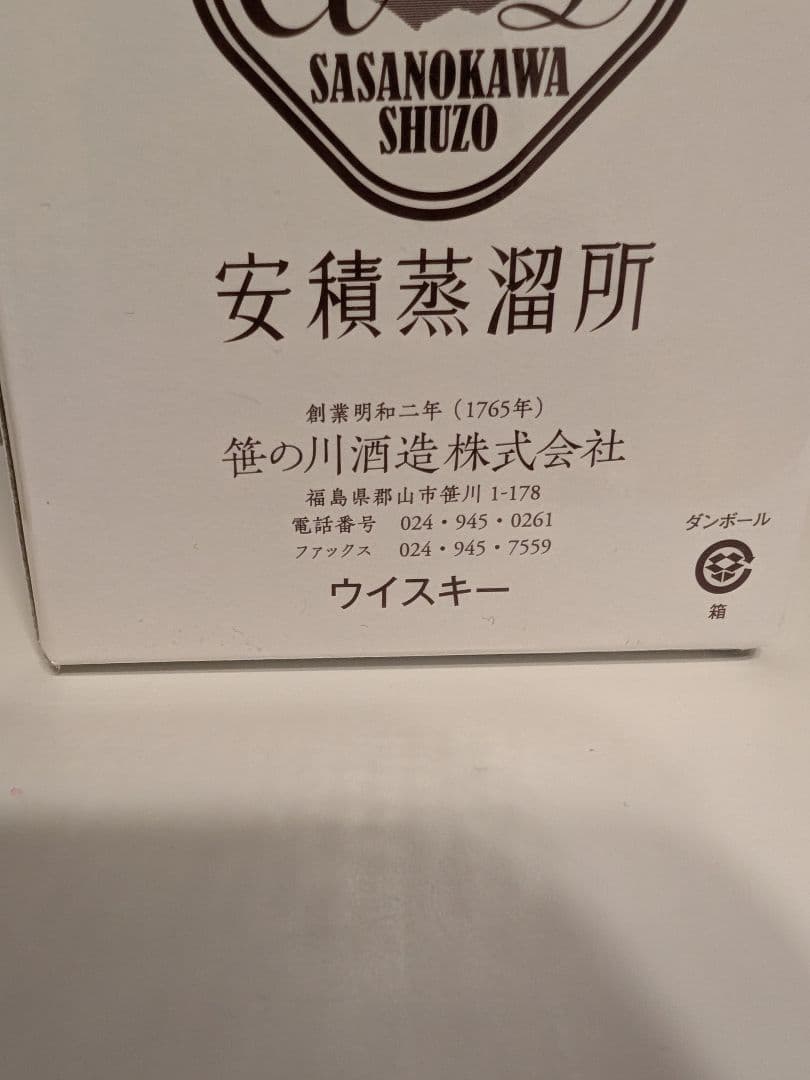 SASANOKAWA
SHUZO
安積蒸溜所
創業明和二年（1765年）
笹の川酒造株式会社
福島県郡山市笹川 1-178
電話番号 024・945・0261
ファックス 024・945・7559
ウイスキー
ダンボール
箱